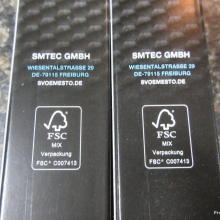 SMTEC GMBH
WIESENTALSTRASSE 29
DE-79115 FREIBURG
SVOEMESTO.DE
FSC
MIX
Verpackung
FSC® C007413
SMTEC GMBH
WIESENTALSTRASSE 29
DE-79115 FREIBURG
SVOEMESTO.DE
FSC
MIX
Verpackung
FSC® C007413